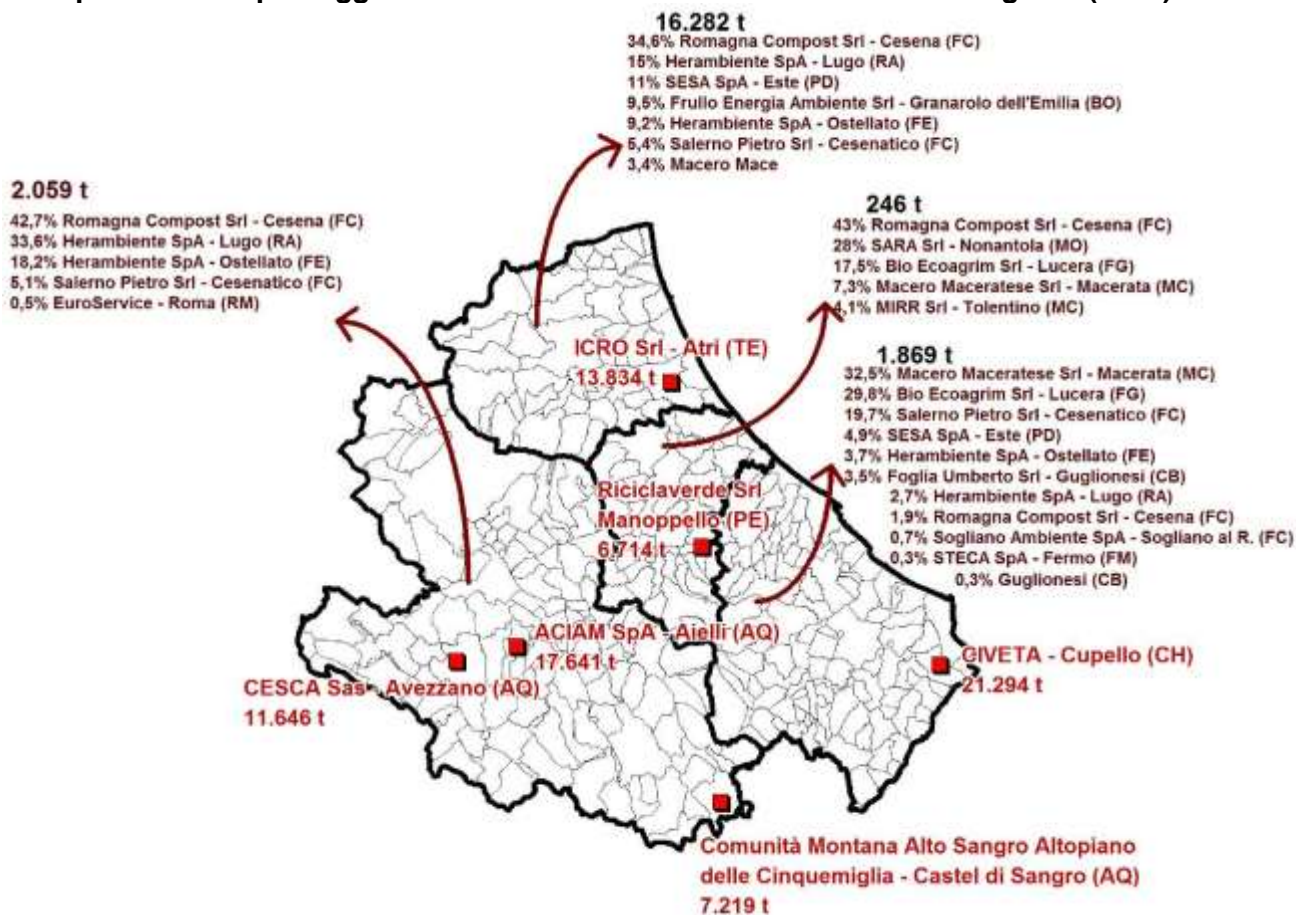 16.282 t
34,6% Romagna Compost Srl - Cesena (FC)
15% Herambiente SpA - Lugo (RA)
11% SESA SpA - Este (PD)
9,5% Frullo Energia Ambiente Srl - Granarolo dell'Emilia (BO)
9,2% Herambiente SpA - Ostellato (FE)
5,4% Salerno Pietro Srl - Cesenatico (FC)
3,4% Macero Mace
2.059 t
42,7% Romagna Compost Srl - Cesena (FC)
33,6% Herambiente SpA - Lugo (RA)
18,2% Herambiente SpA - Ostellato (FE)
5,1% Salerno Pietro Srl - Cesenatico (FC)
0,5% EuroService - Roma (RM)
246 t
43% Romagna Compost Srl - Cesena (FC)
28% SARA Srl - Nonantola (MO)
17,5% Bio Ecoagrim Srl - Lucera (FG)
7,3% Macero Maceratese Srl - Macerata (MC)
4,1% MIRR Srl - Tolentino (MC)
1.869 t
32,5% Macero Maceratese Srl - Macerata (MC)
29,8% Bio Ecoagrim Srl - Lucera (FG)
19,7% Salerno Pietro Srl - Cesenatico (FC)
4,9% SESA SpA - Este (PD)
3,7% Herambiente SpA - Ostellato (FE)
3,5% Foglia Umberto Srl - Guglionesi (CB)
2,7% Herambiente SpA - Lugo (RA)
1,9% Romagna Compost Srl - Cesena (FC)
0,7% Sogliano Ambiente SpA - Sogliano al R. (FC)
0,3% STECA SpA - Fermo (FM)
0,3% Guglionesi (CB)
ICRO Srl - Atri (TE)
13.834 t
Riciclaverde Srl
Manoppello (PE)
6.714 t
ACIAM SpA - Aielli (AQ)
17.641 t
CESCA Sas - Avezzano (AQ)
11.646 t
CIVETA - Cupello (CH)
21.294 t
Comunità Montana Alto Sangro Altopiano
delle Cinquemiglia - Castel di Sangro (AQ)
7.219 t